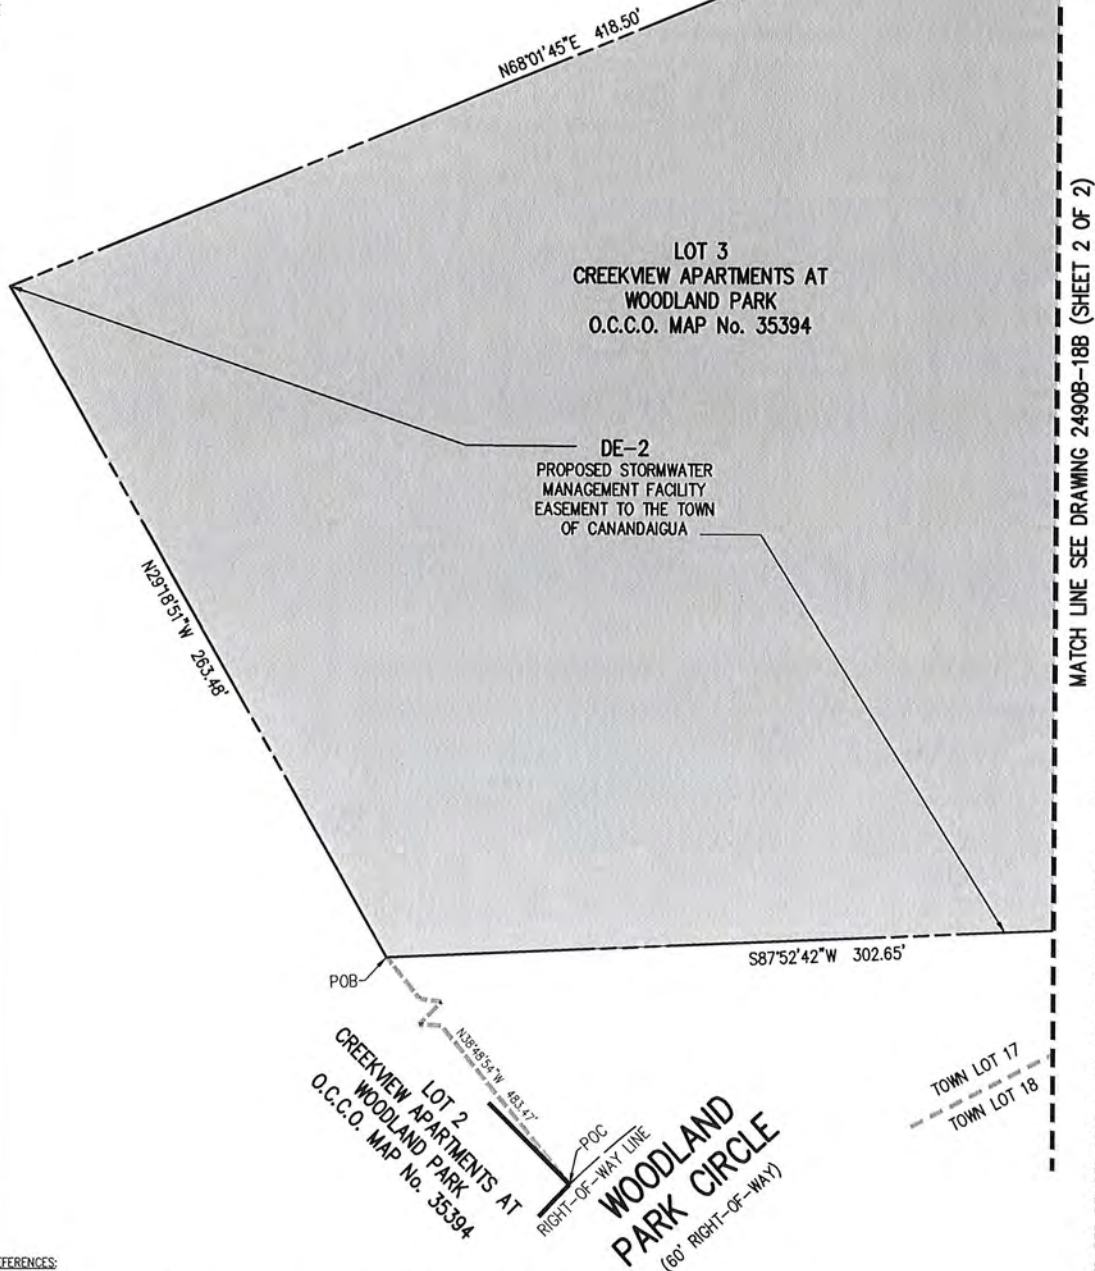 N68°01'45"E 418.50'
LOT 3
CREEKVIEW APARTMENTS AT
WOODLAND PARK
O.C.C.O. MAP No. 35394
MATCH LINE SEE DRAWING 2490B-18B (SHEET 2 OF 2)
DE-2
PROPOSED STORMWATER
MANAGEMENT FACILITY
EASEMENT TO THE TOWN
OF CANANDAIGUA
N29°18'51"W 263.48'
S87°52'42"W 302.65'
POB
N38°48'54"W 483.47'
LOT 2
CREEKVIEW APARTMENTS AT
WOODLAND PARK
O.C.C.O. MAP No. 35394
POC
RIGHT-OF-WAY LINE
WOODLAND
PARK CIRCLE
(60' RIGHT-OF-WAY)
TOWN LOT 17
TOWN LOT 18